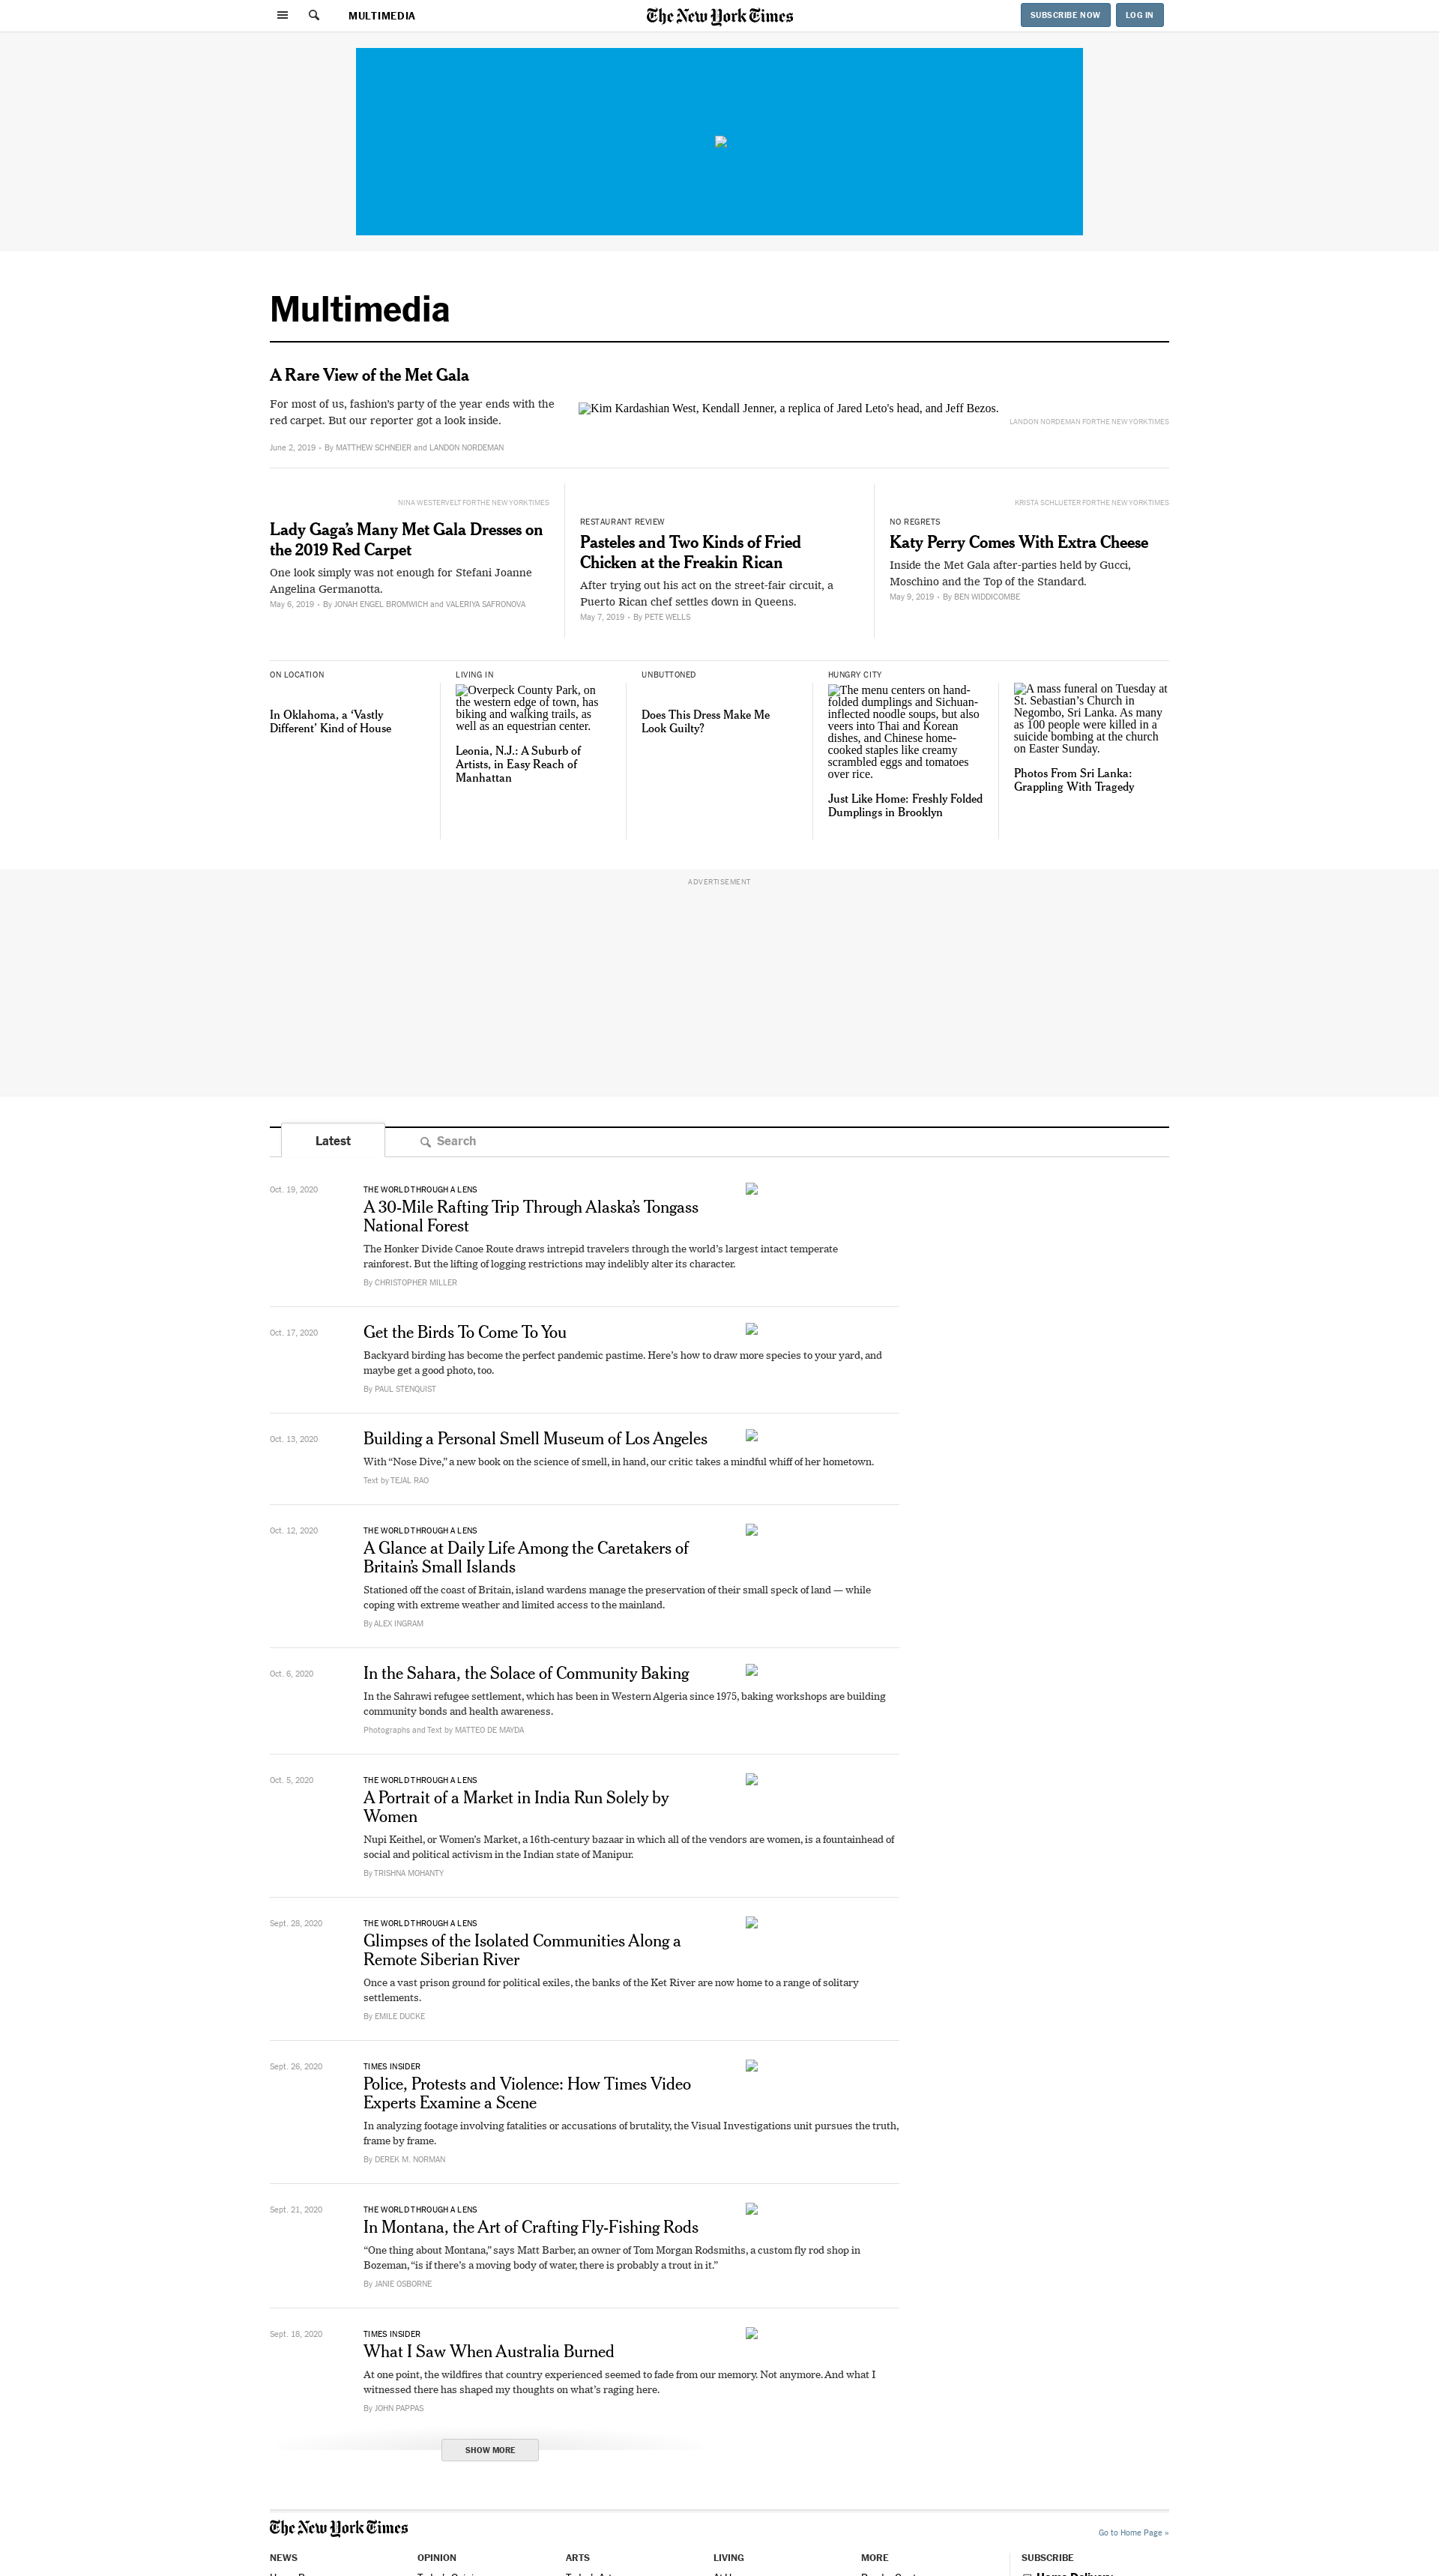 MULTIMEDIA
The New York Times
SUBSCRIBE NOW
LOG IN
Multimedia
A Rare View of the Met Gala
For most of us, fashion's party of the year ends with the
red carpet. But our reporter got a look inside.
June 2, 2019 • By MATTHEW SCHNEIER and LANDON NORDEMAN
Kim Kardashian West, Kendall Jenner, a replica of Jared Leto's head, and Jeff Bezos.
LANDON NORDEMAN FOR THE NEW YORK TIMES
NINA WESTERVELT FOR THE NEW YORK TIMES
Lady Gaga's Many Met Gala Dresses on
the 2019 Red Carpet
One look simply was not enough for Stefani Joanne
Angelina Germanotta.
May 6, 2019 • By JONAH ENGEL BROMWICH and VALERIYA SAFRONOVA
RESTAURANT REVIEW
Pasteles and Two Kinds of Fried
Chicken at the Freakin Rican
After trying out his act on the street-fair circuit, a
Puerto Rican chef settles down in Queens.
May 7, 2019 • By PETE WELLS
KRISTA SCHLUETER FOR THE NEW YORK TIMES
NO REGRETS
Katy Perry Comes With Extra Cheese
Inside the Met Gala after-parties held by Gucci,
Moschino and the Top of the Standard.
May 9, 2019 • By BEN WIDDICOMBE
ON LOCATION
In Oklahoma, a ‘Vastly
Different’ Kind of House
LIVING IN
Overpeck County Park, on
the western edge of town, has
biking and walking trails, as
well as an equestrian center.
Leonia, N.J.: A Suburb of
Artists, in Easy Reach of
Manhattan
UNBUTTONED
Does This Dress Make Me
Look Guilty?
HUNGRY CITY
The menu centers on hand-
folded dumplings and Sichuan-
inflected noodle soups, but also
veers into Thai and Korean
dishes, and Chinese home-
cooked staples like creamy
scrambled eggs and tomatoes
over rice.
Just Like Home: Freshly Folded
Dumplings in Brooklyn
A mass funeral on Tuesday at
St. Sebastian's Church in
Negombo, Sri Lanka. As many
as 100 people were killed in a
suicide bombing at the church
on Easter Sunday.
Photos From Sri Lanka:
Grappling With Tragedy
ADVERTISEMENT
Latest
Search
Oct. 19, 2020
THE WORLD THROUGH A LENS
A 30-Mile Rafting Trip Through Alaska's Tongass
National Forest
The Honker Divide Canoe Route draws intrepid travelers through the world's largest intact temperate
rainforest. But the lifting of logging restrictions may indelibly alter its character.
By CHRISTOPHER MILLER
Oct. 17, 2020
Get the Birds To Come To You
Backyard birding has become the perfect pandemic pastime. Here's how to draw more species to your yard, and
maybe get a good photo, too.
By PAUL STENQUIST
Oct. 13, 2020
Building a Personal Smell Museum of Los Angeles
With “Nose Dive,” a new book on the science of smell, in hand, our critic takes a mindful whiff of her hometown.
Text by TEJAL RAO
Oct. 12, 2020
THE WORLD THROUGH A LENS
A Glance at Daily Life Among the Caretakers of
Britain's Small Islands
Stationed off the coast of Britain, island wardens manage the preservation of their small speck of land — while
coping with extreme weather and limited access to the mainland.
By ALEX INGRAM
Oct. 6, 2020
In the Sahara, the Solace of Community Baking
In the Sahrawi refugee settlement, which has been in Western Algeria since 1975, baking workshops are building
community bonds and health awareness.
Photographs and Text by MATTEO DE MAYDA
Oct. 5, 2020
THE WORLD THROUGH A LENS
A Portrait of a Market in India Run Solely by
Women
Nupi Keithel, or Women's Market, a 16th-century bazaar in which all of the vendors are women, is a fountainhead of
social and political activism in the Indian state of Manipur.
By TRISHNA MOHANTY
Sept. 28, 2020
THE WORLD THROUGH A LENS
Glimpses of the Isolated Communities Along a
Remote Siberian River
Once a vast prison ground for political exiles, the banks of the Ket River are now home to a range of solitary
settlements.
By EMILE DUCKE
Sept. 26, 2020
TIMES INSIDER
Police, Protests and Violence: How Times Video
Experts Examine a Scene
In analyzing footage involving fatalities or accusations of brutality, the Visual Investigations unit pursues the truth,
frame by frame.
By DEREK M. NORMAN
Sept. 21, 2020
THE WORLD THROUGH A LENS
In Montana, the Art of Crafting Fly-Fishing Rods
“One thing about Montana,” says Matt Barber, an owner of Tom Morgan Rodsmiths, a custom fly rod shop in
Bozeman, “is if there's a moving body of water, there is probably a trout in it.”
By JANIE OSBORNE
Sept. 18, 2020
TIMES INSIDER
What I Saw When Australia Burned
At one point, the wildfires that country experienced seemed to fade from our memory. Not anymore. And what I
witnessed there has shaped my thoughts on what's raging here.
By JOHN PAPPAS
SHOW MORE
The New York Times
Go to Home Page »
NEWS
OPINION
ARTS
LIVING
MORE
SUBSCRIBE